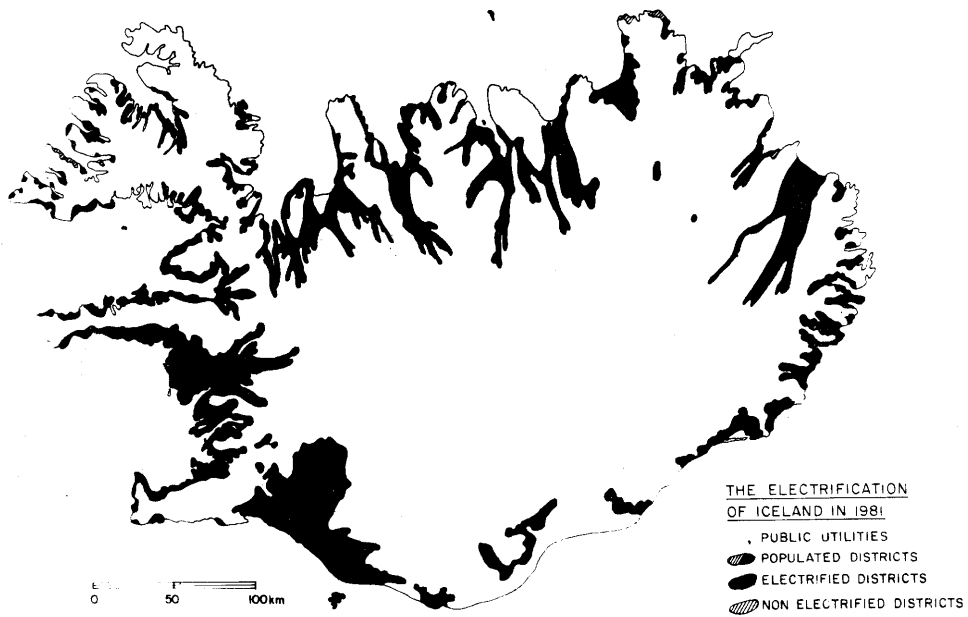 THE ELECTRIFICATION
OF ICELAND IN 1981
PUBLIC UTILITIES
POPULATED DISTRICTS
ELECTRIFIED DISTRICTS
NON ELECTRIFIED DISTRICTS
0 50 100km